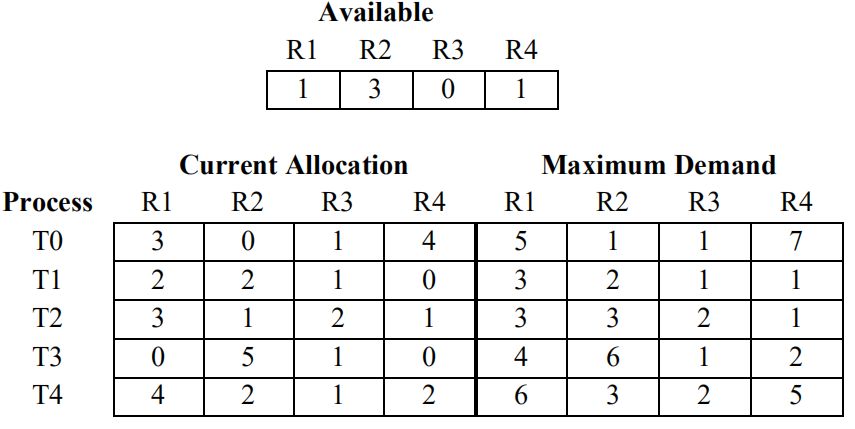 Available
R1 R2 R3 R4
1 3 0 1
Current Allocation Maximum Demand
Process R1 R2 R3 R4 R1 R2 R3 R4
T0 3 0 1 4 5 1 1 7
T1 2 2 1 0 3 2 1 1
T2 3 1 2 1 3 3 2 1
T3 0 5 1 0 4 6 1 2
T4 4 2 1 2 6 3 2 5